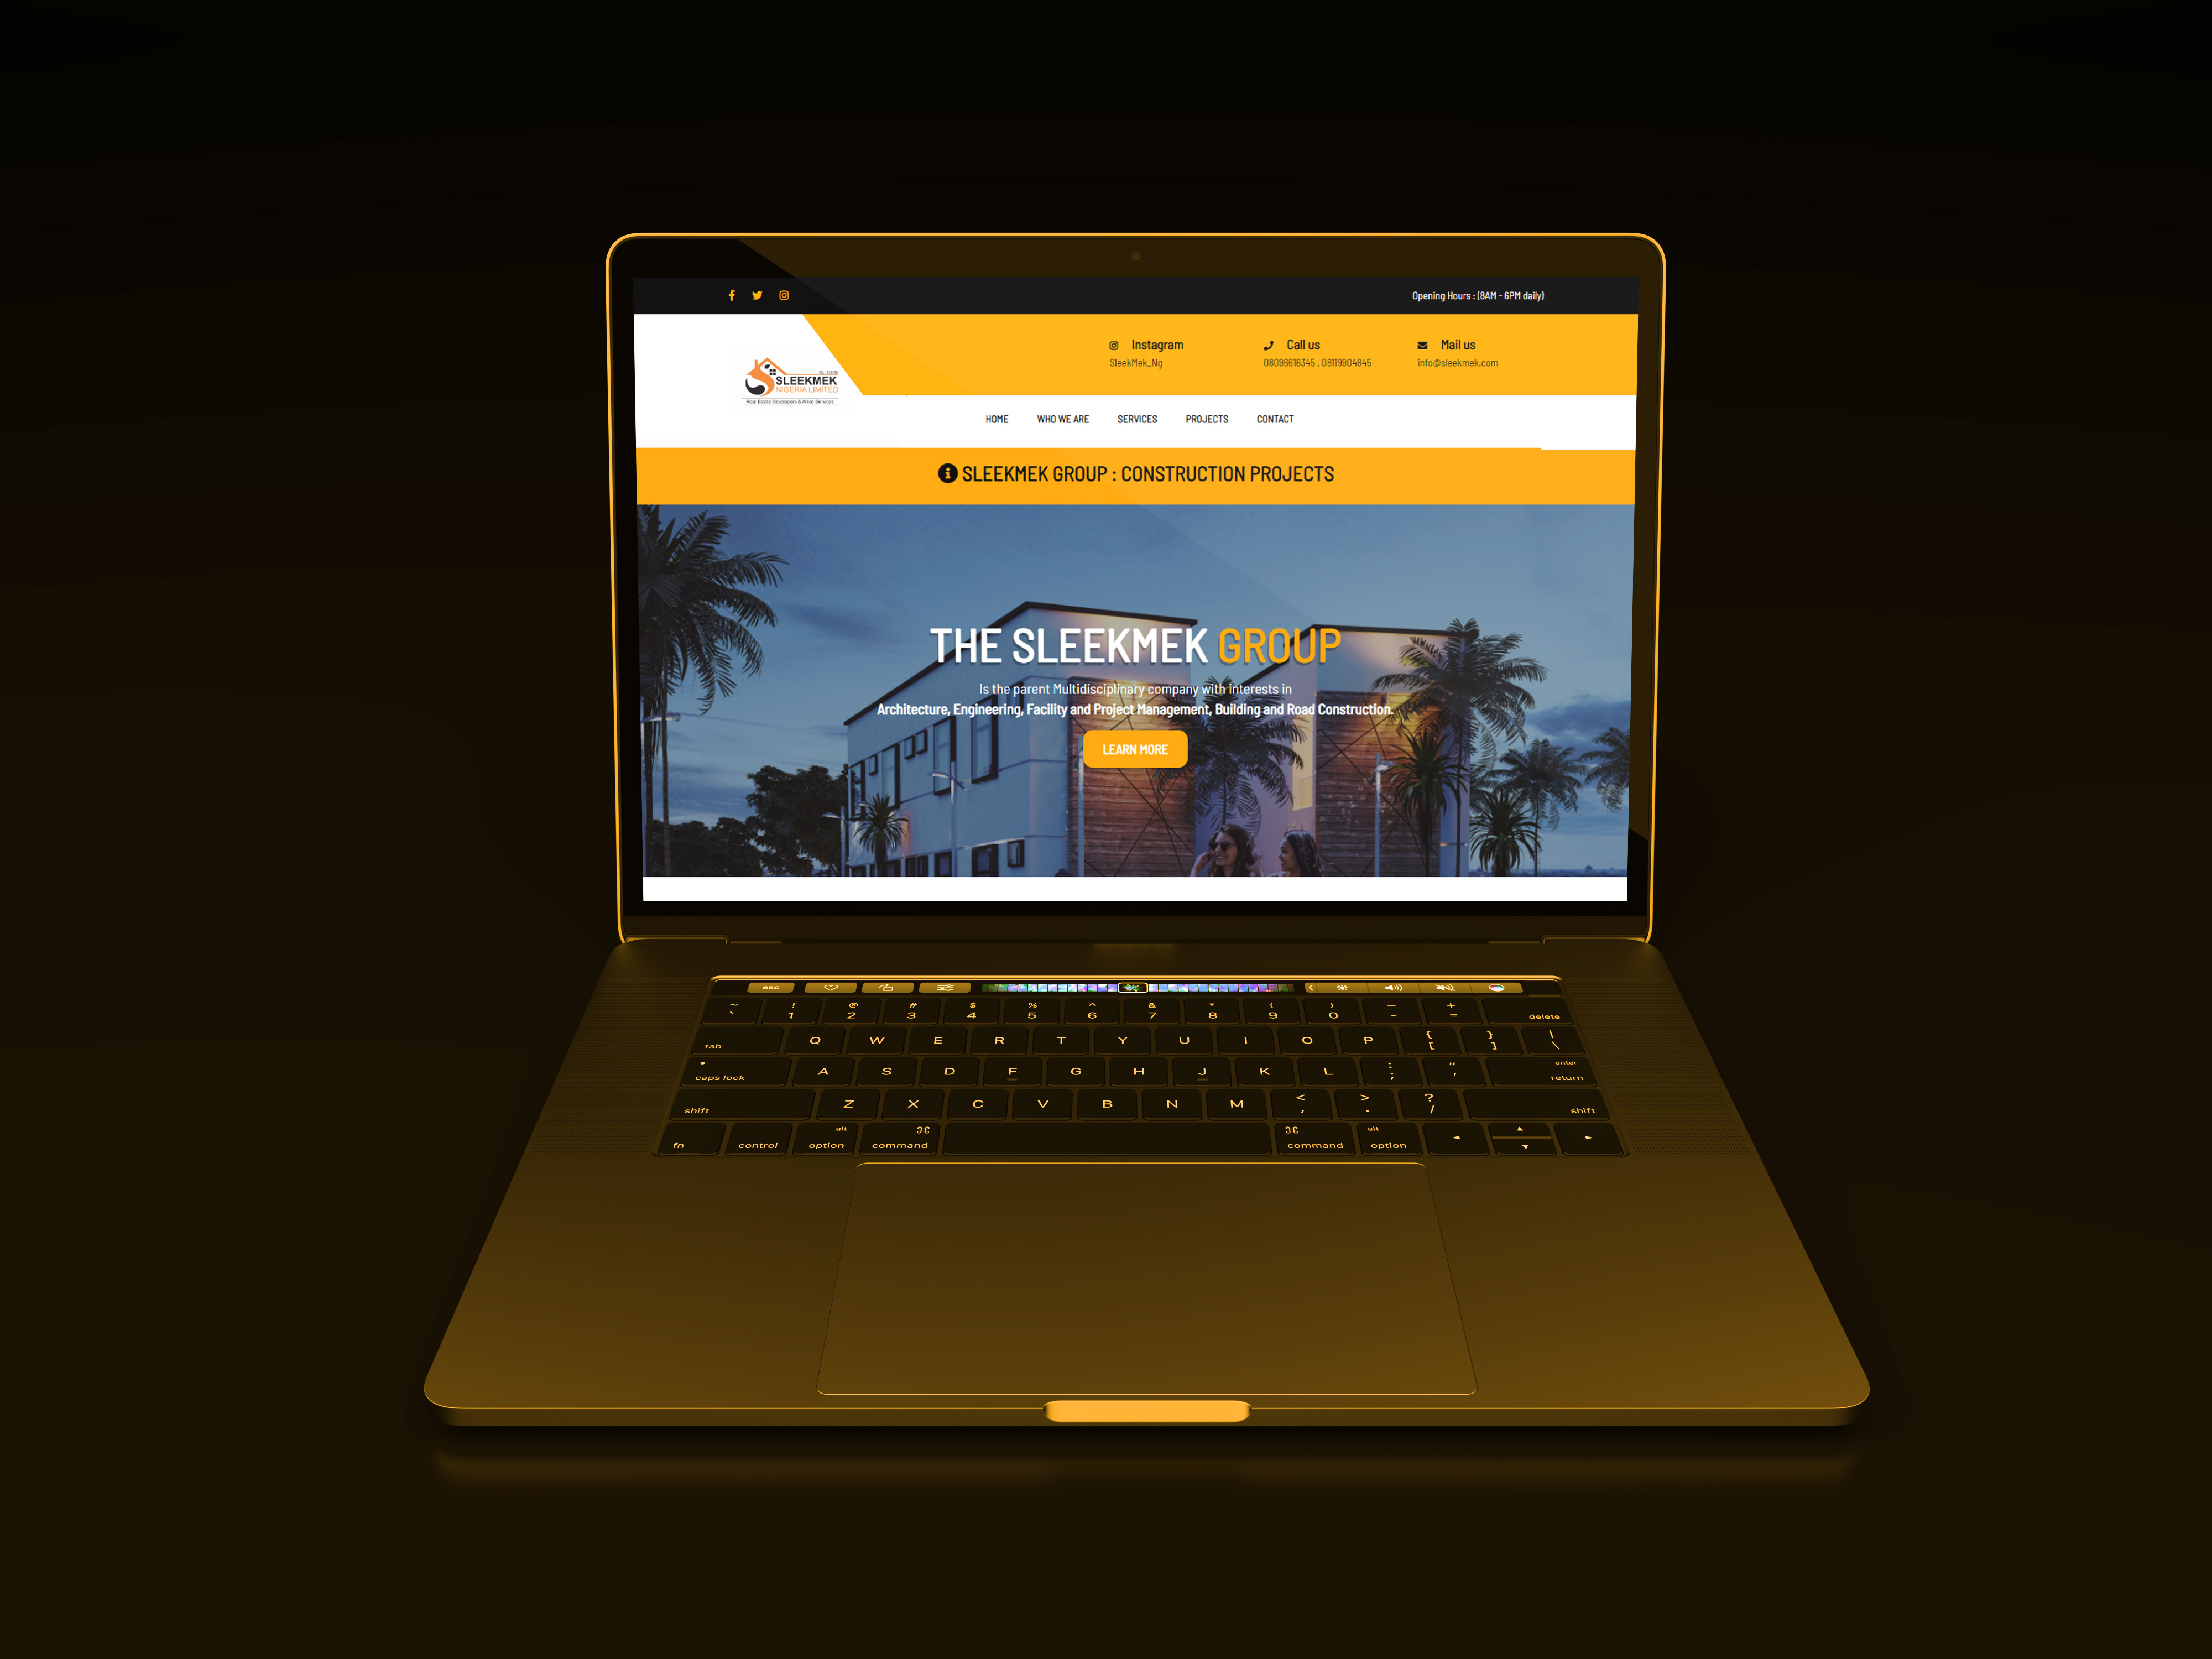 Opening Hours : (8AM - 6PM daily)
Instagram
SleekMek_Ng
Call us
08096616345 , 08119904845
Mail us
info@sleekmek.com
SLEEKMEK
NIGERIA LIMITED
Real Estate Developers & Allied Services
HOME WHO WE ARE SERVICES PROJECTS CONTACT
SLEEKMEK GROUP : CONSTRUCTION PROJECTS
THE SLEEKMEK GROUP
Is the parent Multidisciplinary company with interests in
Architecture, Engineering, Facility and Project Management, Building and Road Construction.
LEARN MORE
esc
~ ! @ # $ % ^ & * ( ) — +
` 1 2 3 4 5 6 7 8 9 0 - = delete
tab Q W E R T Y U I O P { [ } ] | \
caps lock A S D F G H J K L : ; " ' enter return
shift Z X C V B N M < , > . ? / shift
fn control alt option ⌘ command ⌘ command alt option